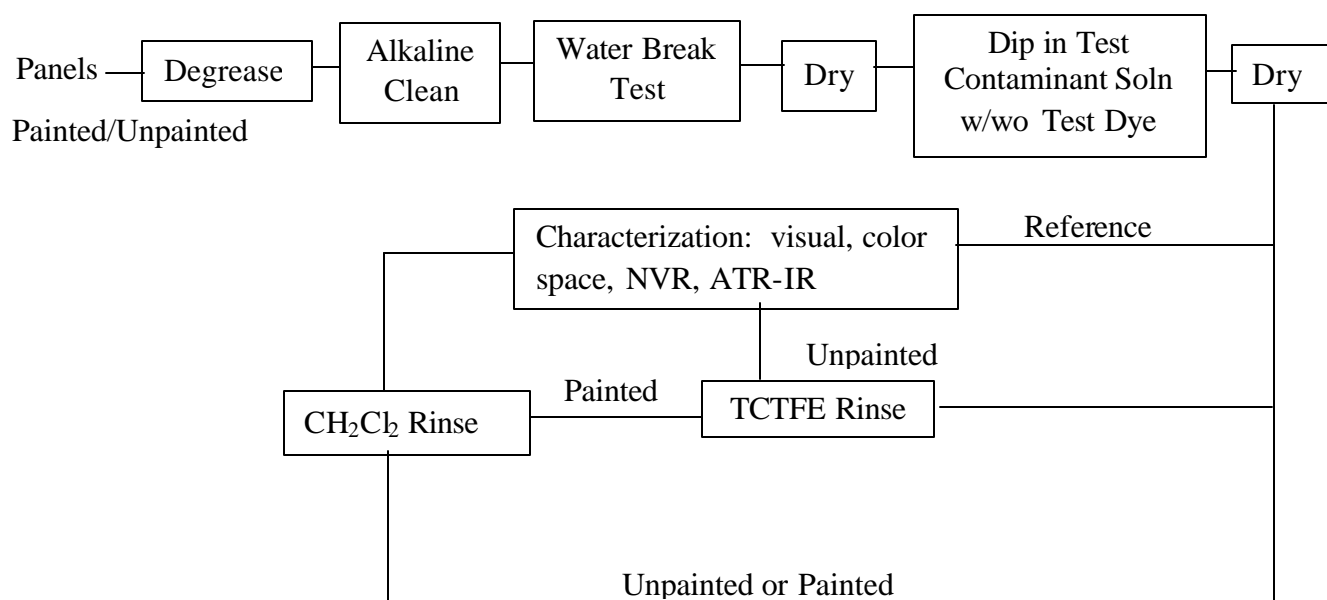 Panels
Painted/Unpainted
Degrease
Alkaline
Clean
Water Break
Test
Dry
Dip in Test
Contaminant Soln
w/wo Test Dye
Dry
Characterization: visual, color
space, NVR, ATR-IR
Reference
Unpainted
Painted
CH₂Cl₂ Rinse
TCTFE Rinse
Unpainted or Painted